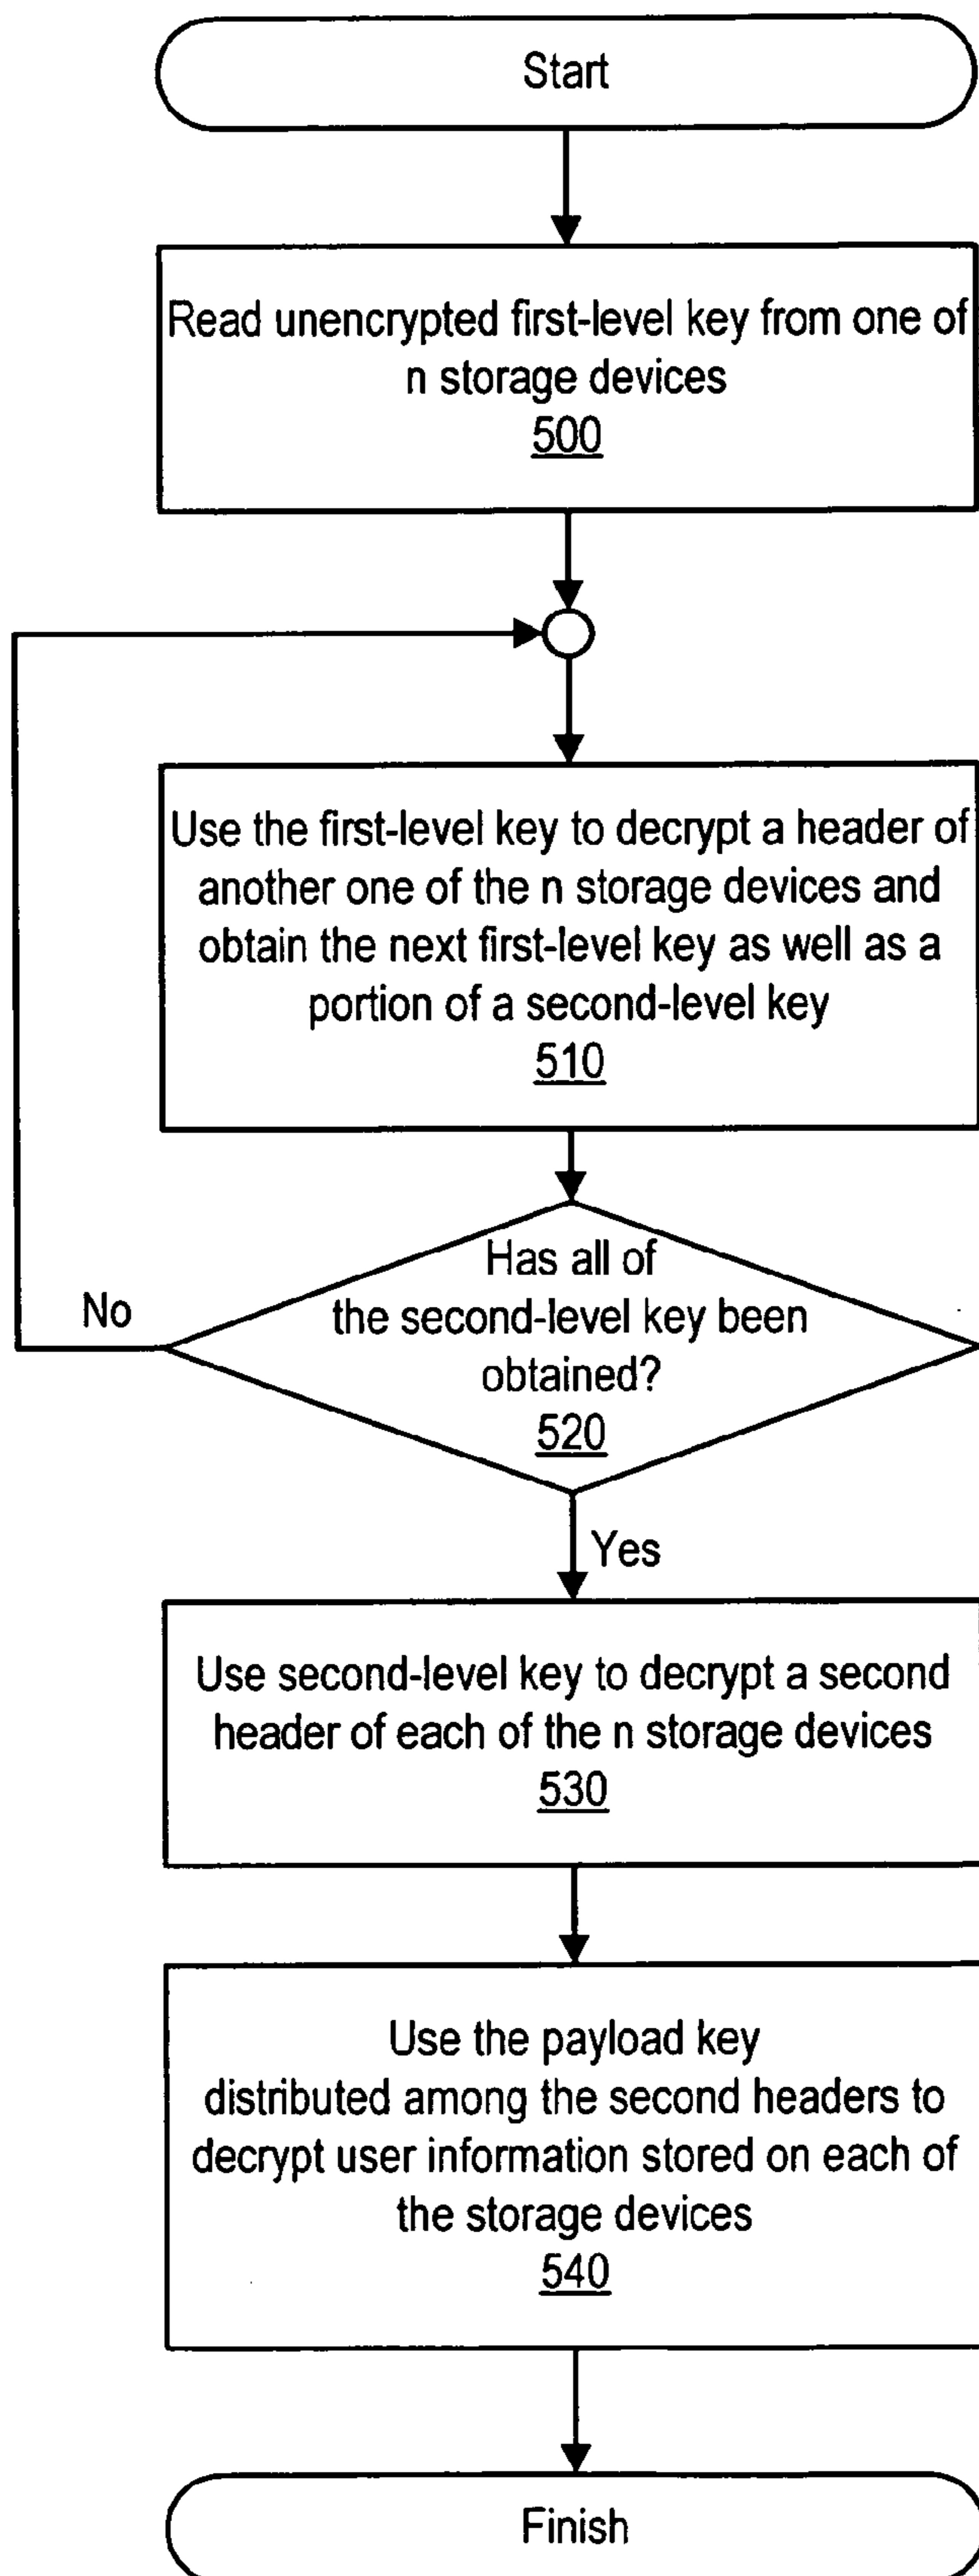 Start
Read unencrypted first-level key from one of
n storage devices
500
Use the first-level key to decrypt a header of
another one of the n storage devices and
obtain the next first-level key as well as a
portion of a second-level key
510
Has all of
the second-level key been
obtained?
520
No
Yes
Use second-level key to decrypt a second
header of each of the n storage devices
530
Use the payload key
distributed among the second headers to
decrypt user information stored on each of
the storage devices
540
Finish